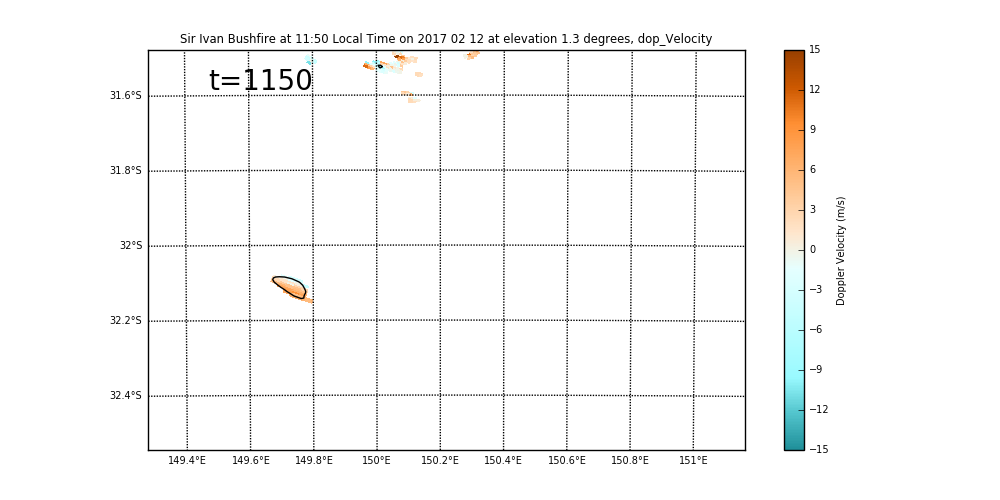 Sir Ivan Bushfire at 11:50 Local Time on 2017 02 12 at elevation 1.3 degrees, dop_Velocity
t=1150
31.6°S
31.8°S
32°S
32.2°S
32.4°S
149.4°E 149.6°E 149.8°E 150°E 150.2°E 150.4°E 150.6°E 150.8°E 151°E
15
12
9
6
3
0
−3
−6
−9
−12
−15
Doppler Velocity (m/s)